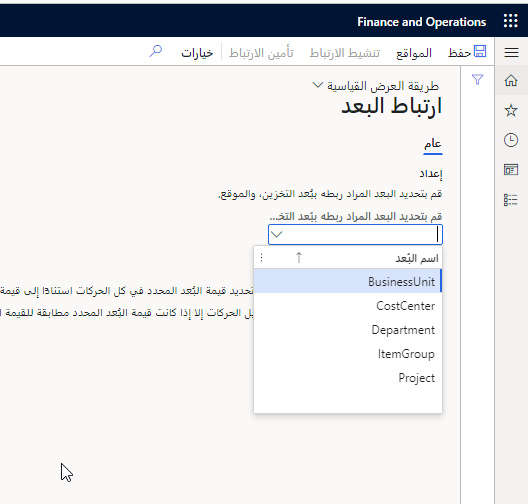 Finance and Operations
حفظ المواقع تنشيط الارتباط تأمين الارتباط خيارات
طريقة العرض القياسية
ارتباط البعد
عام
إعداد
قم بتحديد البعد المراد ربطه ببُعد التخزين، والموقع.
قم بتحديد البعد المراد ربطه ببُعد التخ...
اسم البُعد
BusinessUnit
CostCenter
Department
ItemGroup
Project
تحديد قيمة البُعد المحدد في كل الحركات استنادًا إلى قيمة
الحركات إلا إذا كانت قيمة البُعد المحدد مطابقة للقيمة